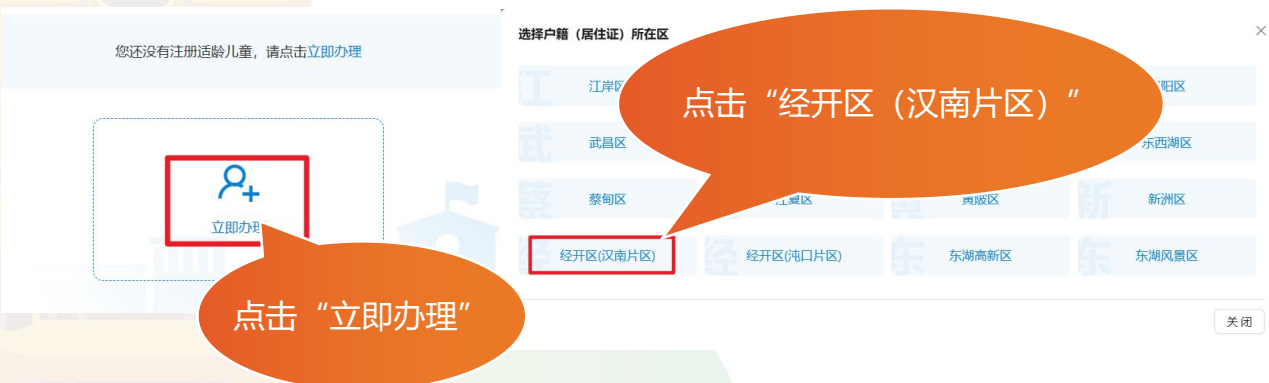 您还没有注册适龄儿童，请点击立即办理
立即办理
点击“立即办理”
选择户籍（居住证）所在区
江岸区
点击“经开区（汉南片区）”
武昌区
东西湖区
蔡甸区
江夏区
黄陂区
新洲区
经开区(汉南片区)
经开区(沌口片区)
东湖高新区
东湖风景区
关闭